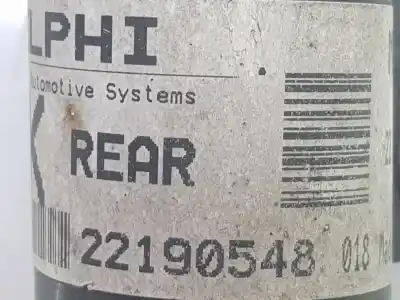 LPHI
Automotive Systems
REAR
22190548 018